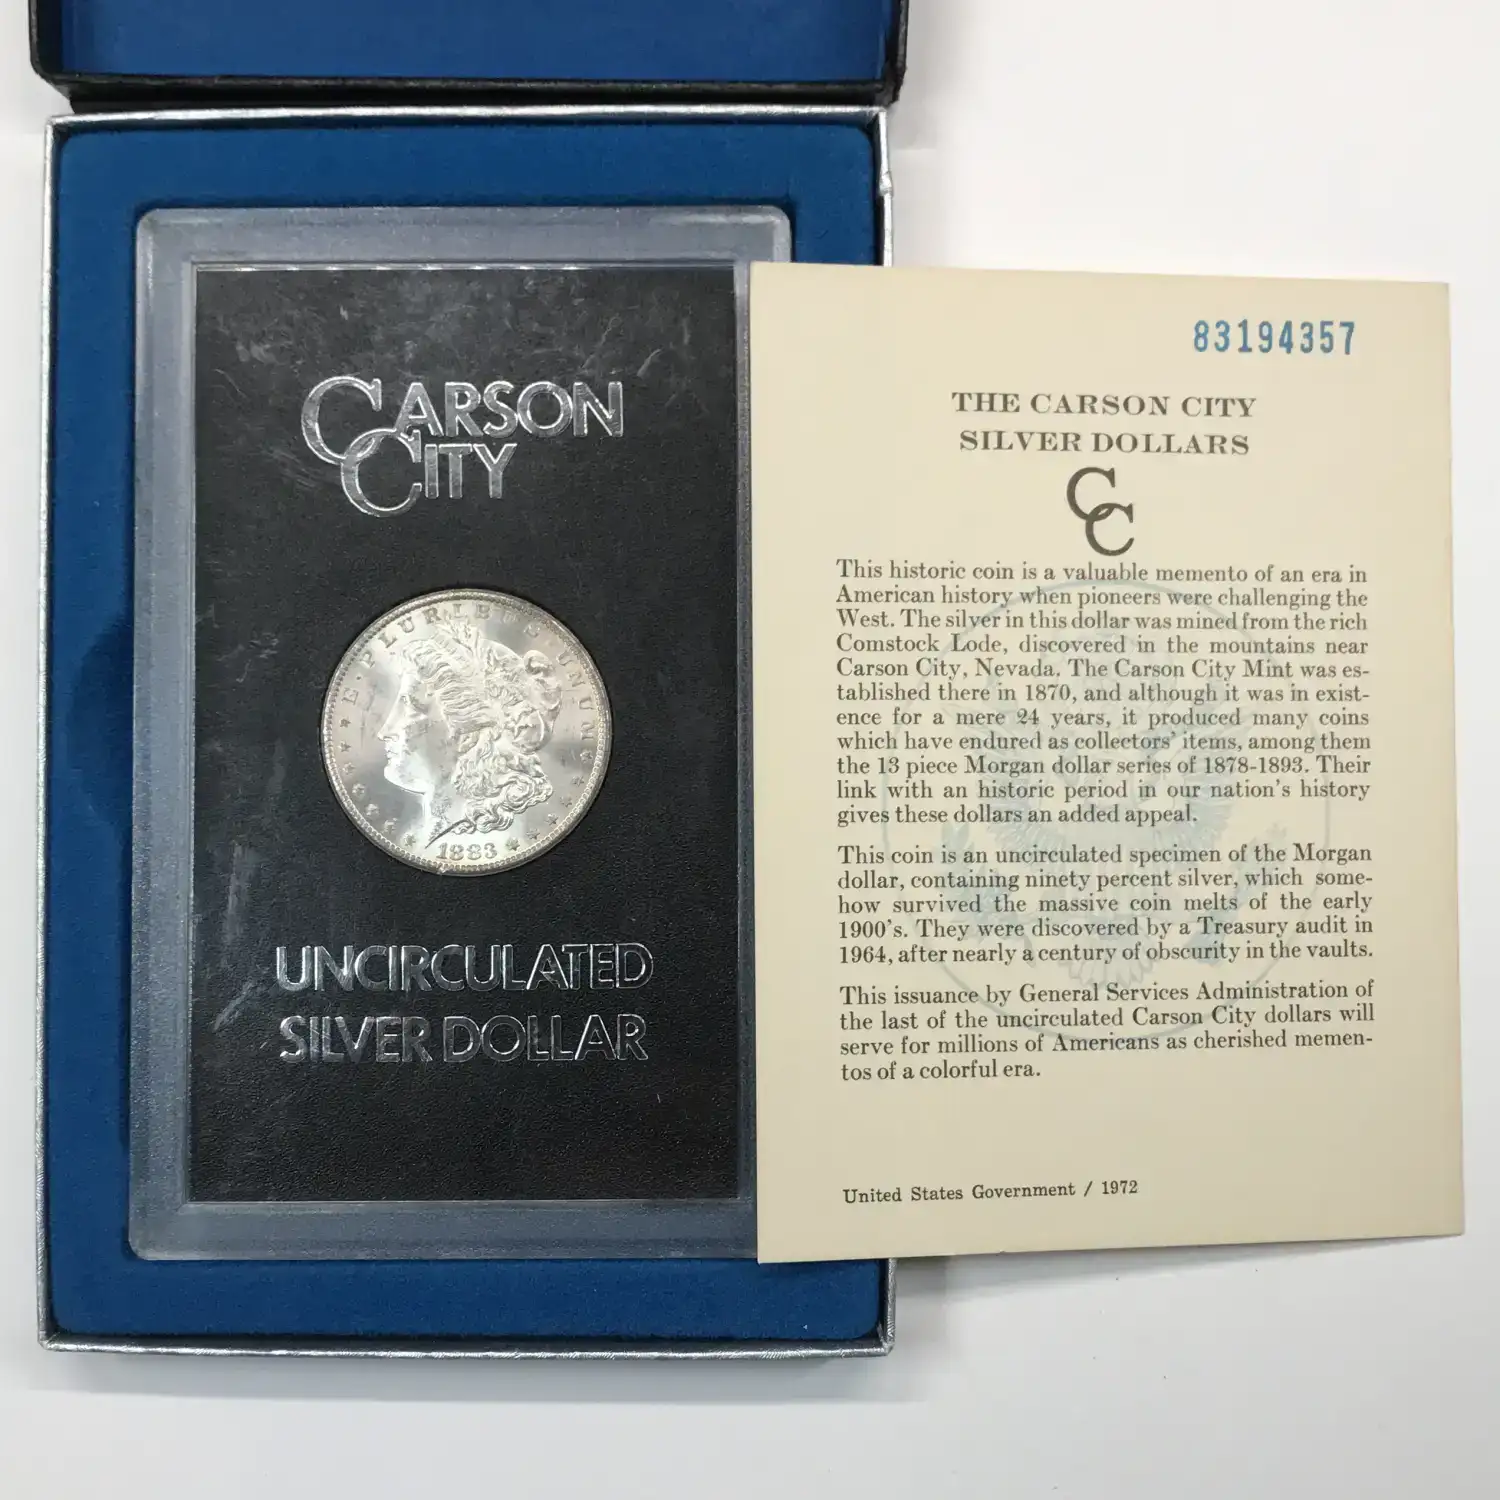 CARSON
CITY
E·PLURIBUS·UNUM
1883
UNCIRCULATED
SILVER DOLLAR
83194357
THE CARSON CITY
SILVER DOLLARS
CC
This historic coin is a valuable memento of an era in
American history when pioneers were challenging the
West. The silver in this dollar was mined from the rich
Comstock Lode, discovered in the mountains near
Carson City, Nevada. The Carson City Mint was es-
tablished there in 1870, and although it was in exist-
ence for a mere 24 years, it produced many coins
which have endured as collectors' items, among them
the 13 piece Morgan dollar series of 1878-1893. Their
link with an historic period in our nation's history
gives these dollars an added appeal.
This coin is an uncirculated specimen of the Morgan
dollar, containing ninety percent silver, which some-
how survived the massive coin melts of the early
1900's. They were discovered by a Treasury audit in
1964, after nearly a century of obscurity in the vaults.
This issuance by General Services Administration of
the last of the uncirculated Carson City dollars will
serve for millions of Americans as cherished memen-
tos of a colorful era.
United States Government / 1972